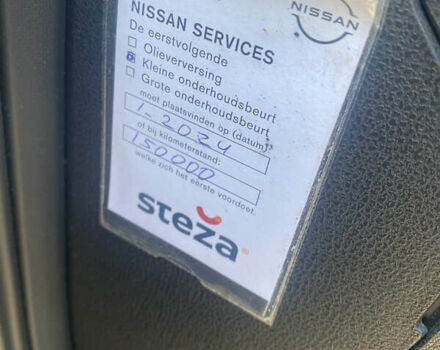 NISSAN
NISSAN SERVICES
De eerstvolgende
Olieverversing
Kleine onderhoudsbeurt
Grote onderhoudsbeurt
moet plaatsvinden op (datum):
1-2024
of bij kilometerstand:
150000
welke zich het eerste voordoet.
steza